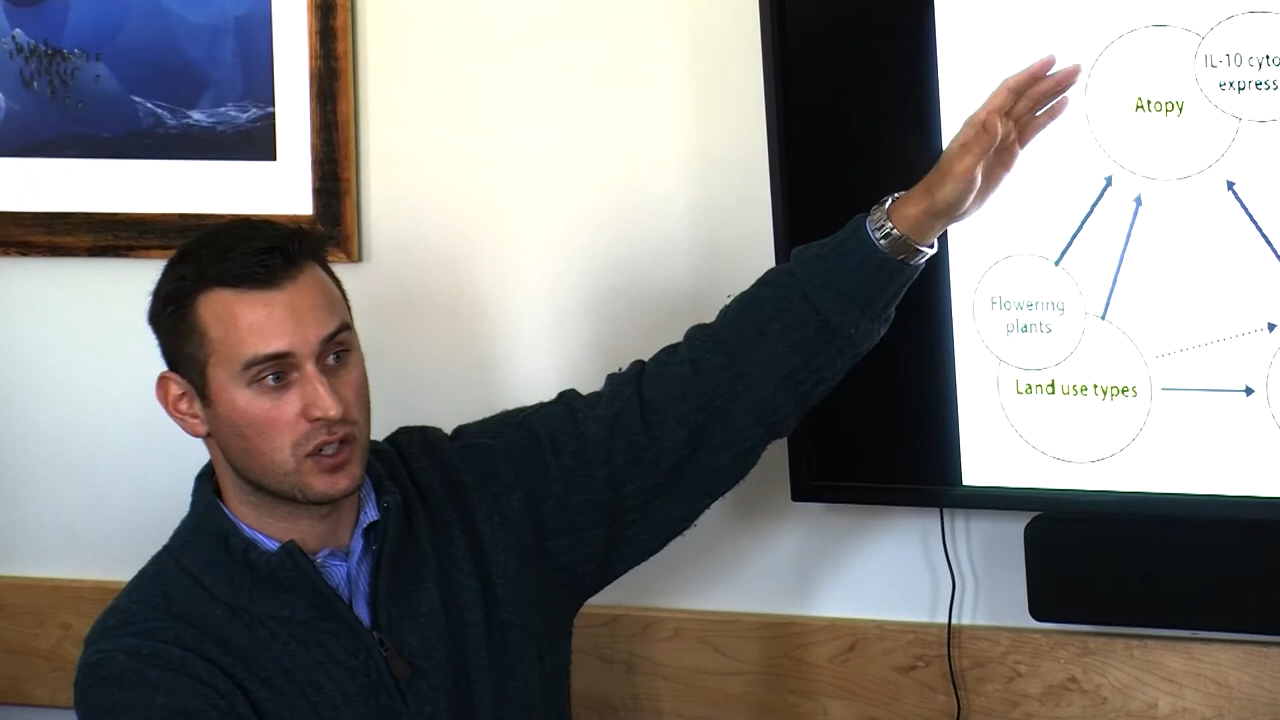 Atopy
IL-10 cyto
express
Flowering
plants
Land use types